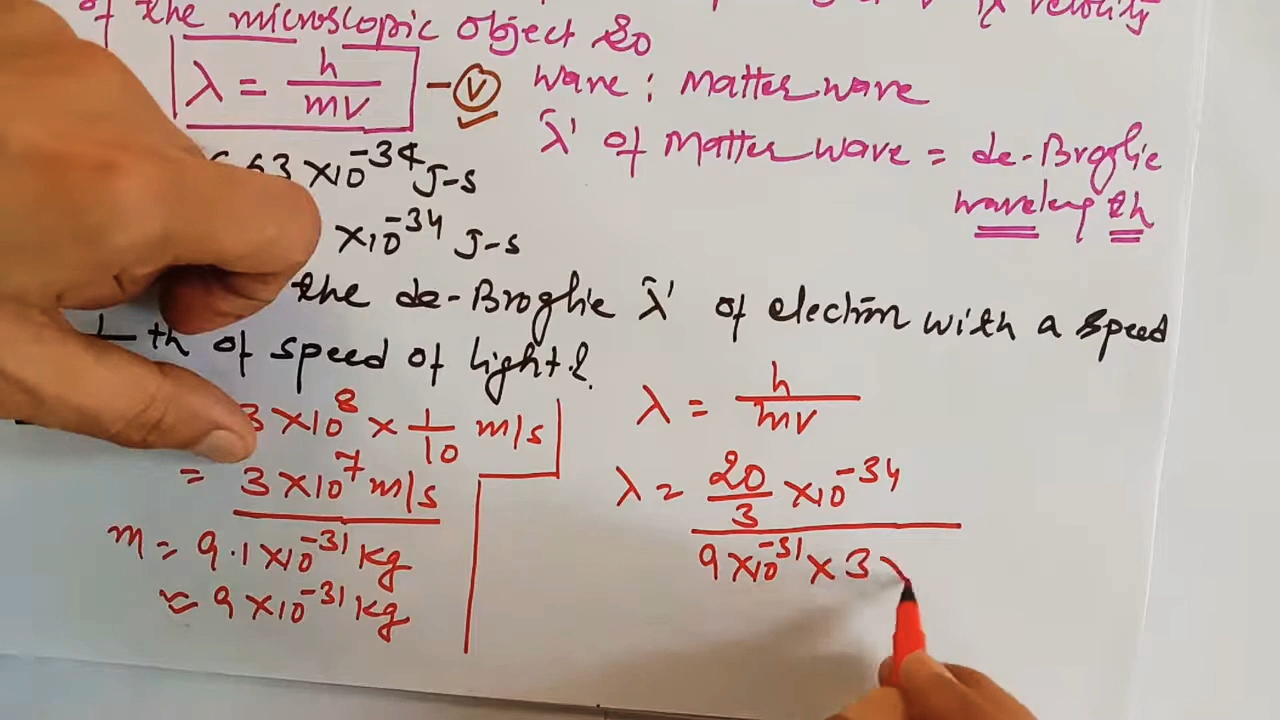 of the microscopic object so velocity
λ = h/mv - (v) wave : Matter wave
'λ' of Matter wave = de-Broglie wavelength
.63 ×10^-34 J-s
×10^-34 J-s
the de-Broglie 'λ' of electron with a speed
th of speed of light.
3×10^8 × 1/10 m/s
= 3×10^7 m/s
m = 9.1×10^-31 kg
≈ 9×10^-31 kg
λ = h/mv
λ = 20/3 ×10^-34
9×10^-31 × 3